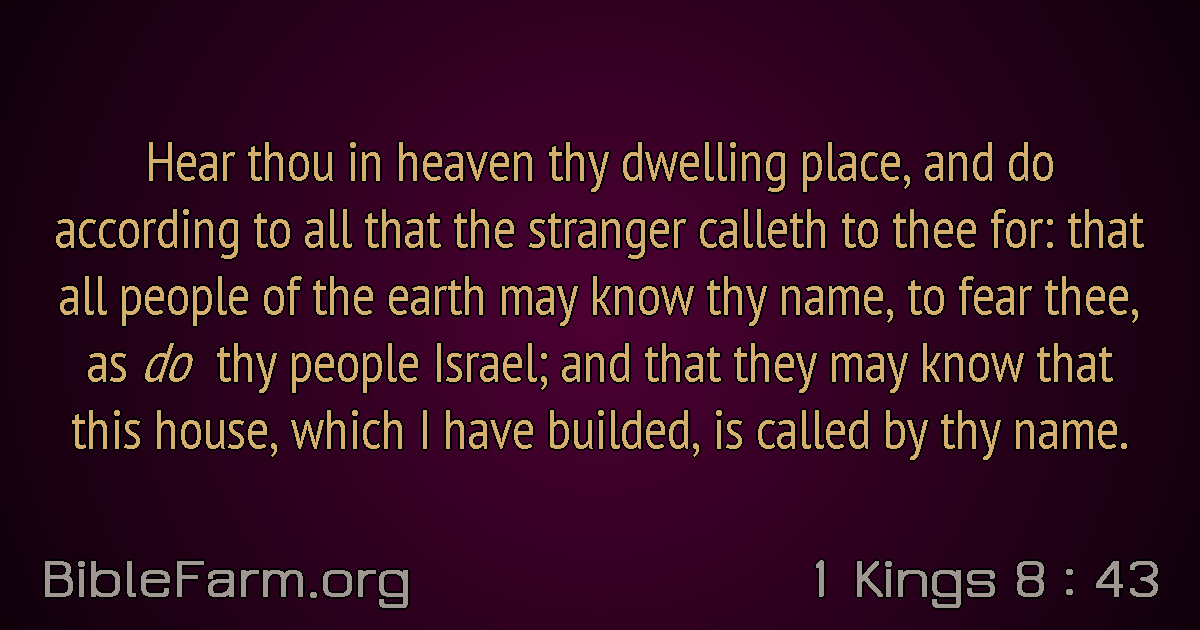 Hear thou in heaven thy dwelling place, and do
according to all that the stranger calleth to thee for: that
all people of the earth may know thy name, to fear thee,
as do thy people Israel; and that they may know that
this house, which I have builded, is called by thy name.
BibleFarm.org
1 Kings 8 : 43